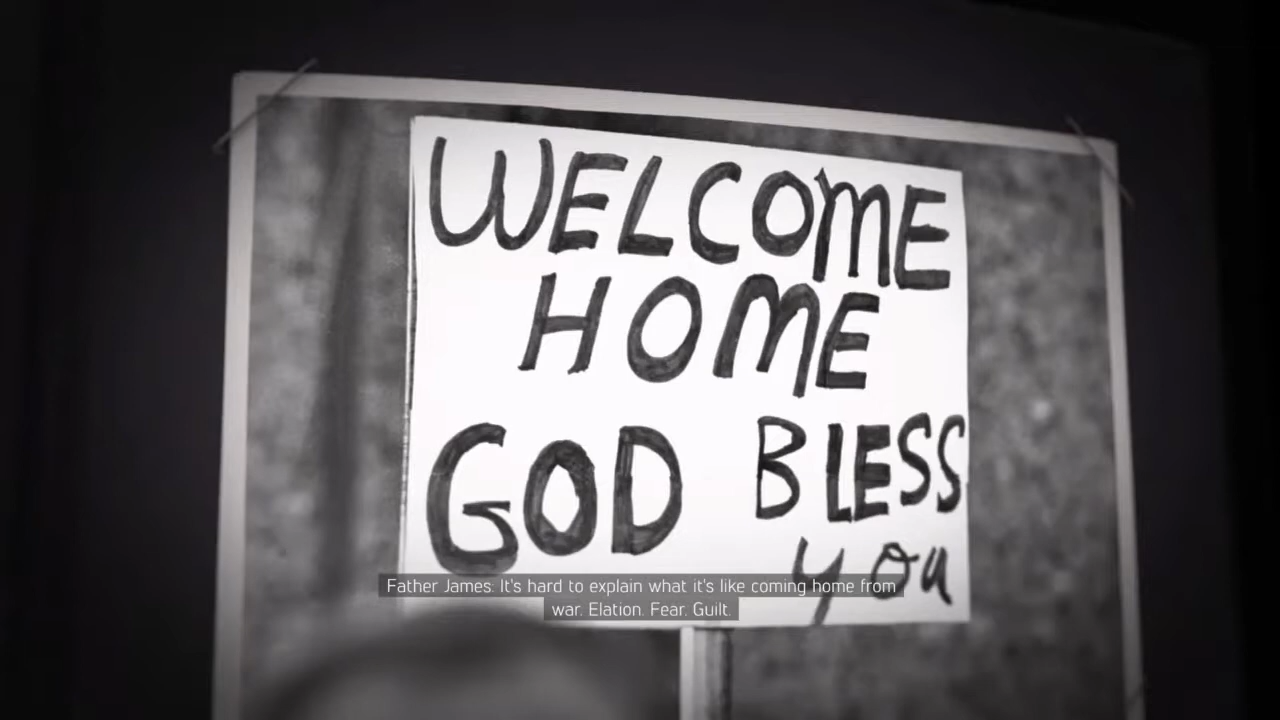 WELCOME
HOME
GOD BLESS
you
Father James: It's hard to explain what it's like coming home from
war. Elation. Fear. Guilt.